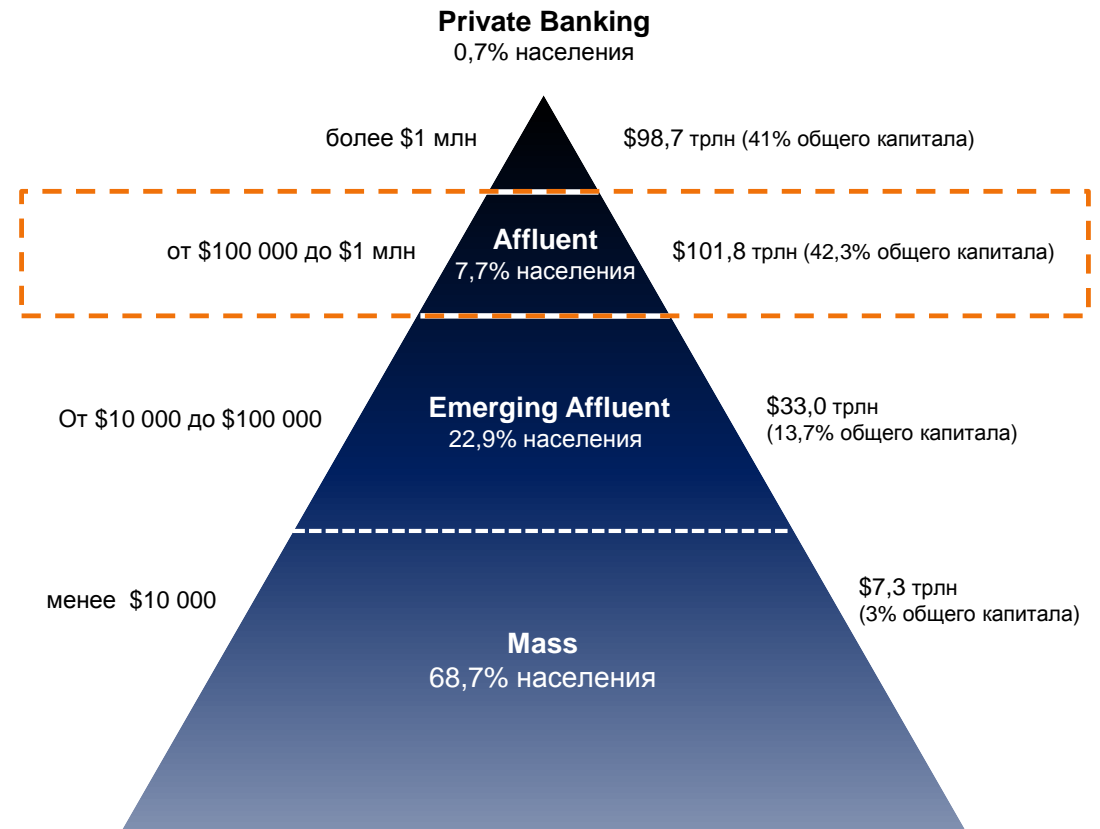 Private Banking
0,7% населения
более $1 млн
$98,7 трлн (41% общего капитала)
от $100 000 до $1 млн
Affluent
7,7% населения
$101,8 трлн (42,3% общего капитала)
От $10 000 до $100 000
Emerging Affluent
22,9% населения
$33,0 трлн
(13,7% общего капитала)
менее $10 000
Mass
68,7% населения
$7,3 трлн
(3% общего капитала)